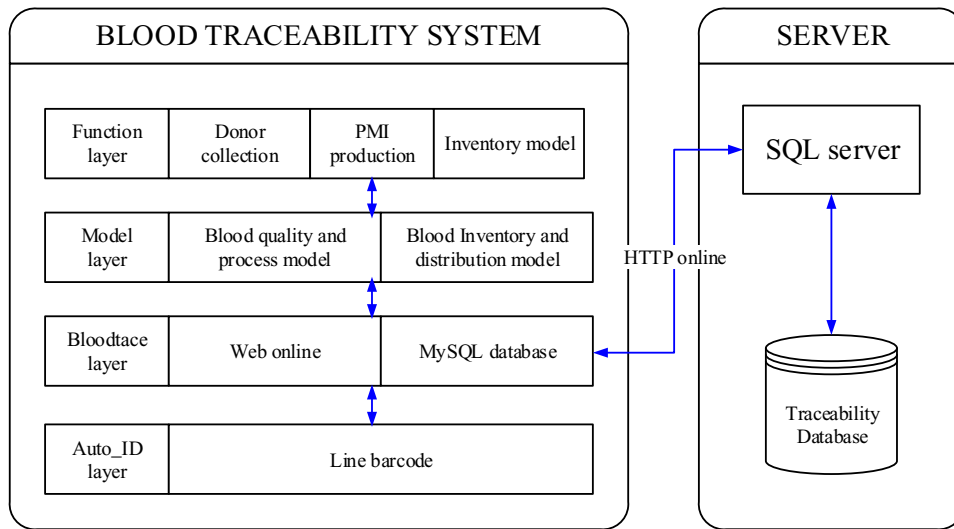 BLOOD TRACEABILITY SYSTEM
Function
layer
Donor
collection
PMI
production
Inventory model
Model
layer
Blood quality and
process model
Blood Inventory and
distribution model
Bloodtace
layer
Web online
MySQL database
Auto_ID
layer
Line barcode
HTTP online
SERVER
SQL server
Traceability
Database